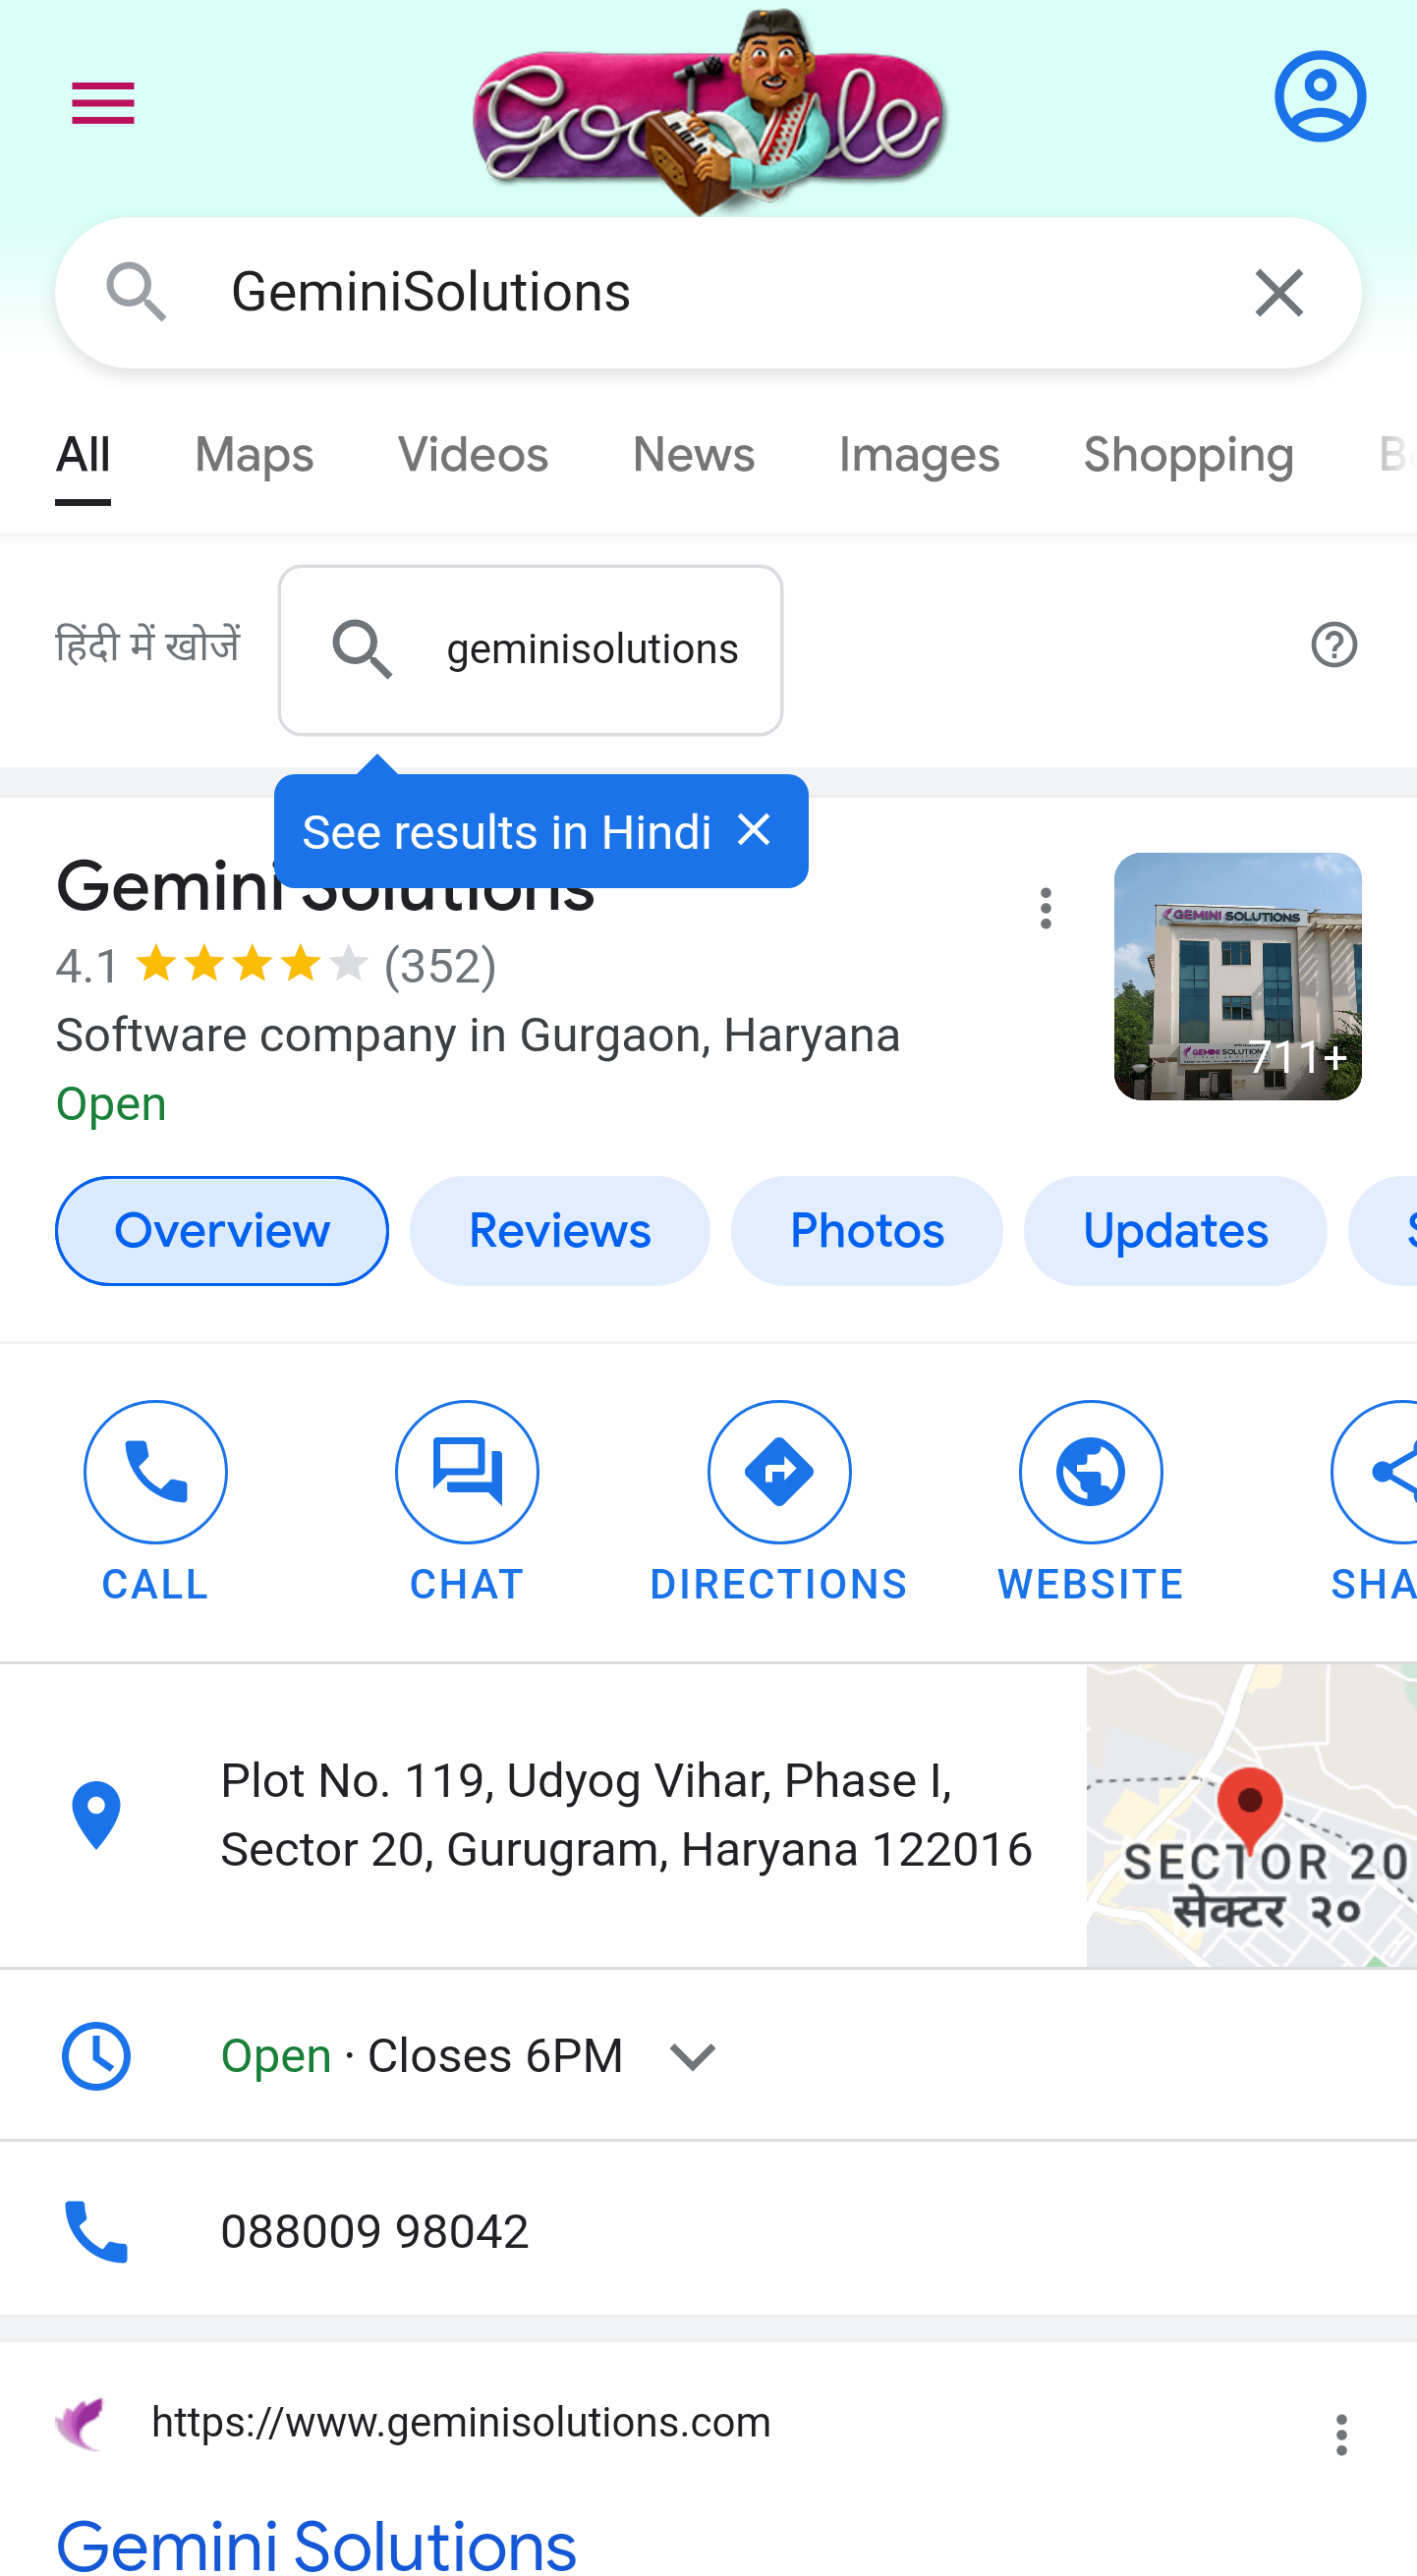 Google
GeminiSolutions
All Maps Videos News Images Shopping
हिंदी में खोजें geminisolutions
See results in Hindi
Gemini Solutions
4.1 (352)
GEMINI SOLUTIONS
GEMINI SOLUTIONS
711+
Software company in Gurgaon, Haryana
Open
Overview Reviews Photos Updates
CALL CHAT DIRECTIONS WEBSITE SHA
Plot No. 119, Udyog Vihar, Phase I,
Sector 20, Gurugram, Haryana 122016
SECTOR 20
सेक्टर २०
Open · Closes 6PM
088009 98042
https://www.geminisolutions.com
Gemini Solutions